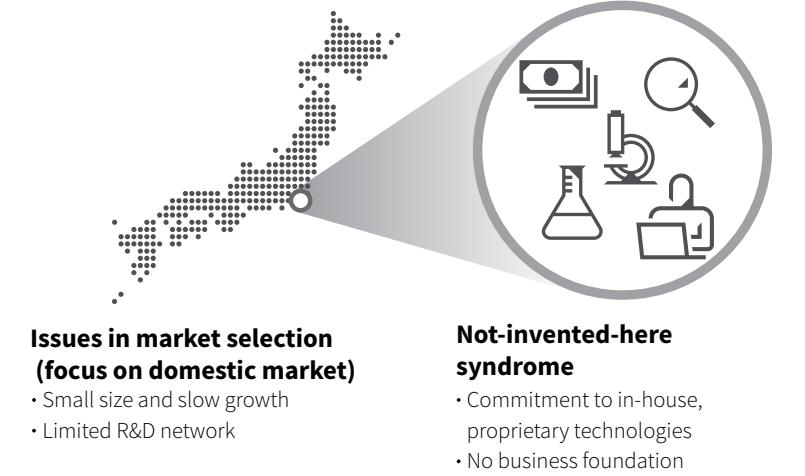 Issues in market selection
(focus on domestic market)
・Small size and slow growth
・Limited R&D network
Not-invented-here
syndrome
・Commitment to in-house,
proprietary technologies
・No business foundation